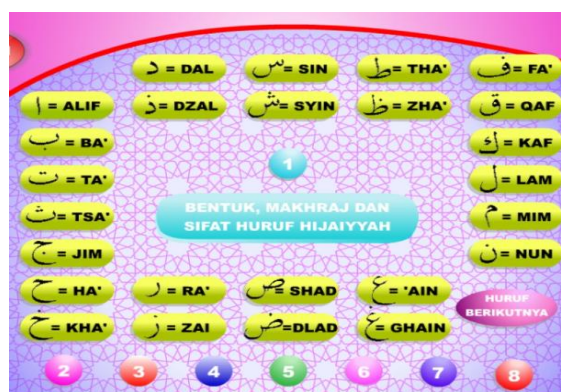 د = DAL
س = SIN
ط = THA'
ف = FA'
ا = ALIF
ذ = DZAL
ش = SYIN
ظ = ZHA'
ق = QAF
ب = BA'
ك = KAF
ت = TA'
1
ل = LAM
ث = TSA'
BENTUK, MAKHRAJ DAN
SIFAT HURUF HIJAIYYAH
م = MIM
ج = JIM
ن = NUN
ح = HA'
ر = RA'
ص = SHAD
ع = 'AIN
HURUF
BERIKUTNYA
خ = KHA'
ز = ZAI
ض =DLAD
غ = GHAIN
2 3 4 5 6 7 8